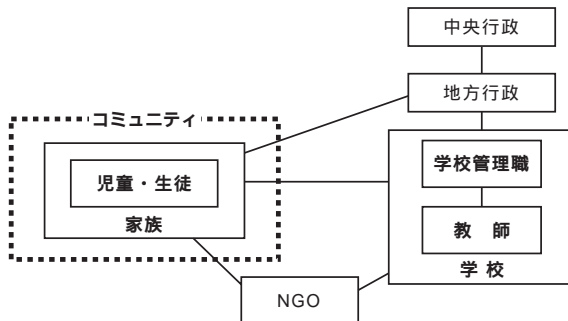 中央行政
地方行政
コミュニティ
学校管理職
児童・生徒
教 師
家族
学 校
NGO